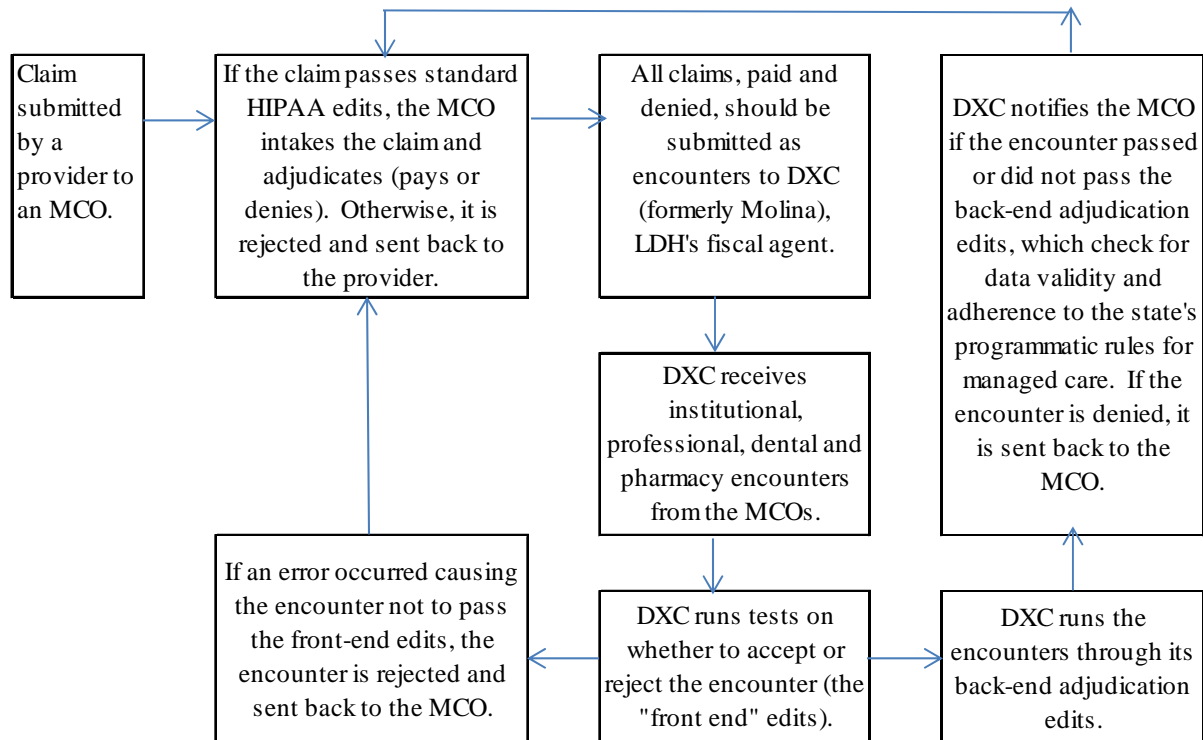 Claim
submitted
by a
provider to
an MCO.
If the claim passes standard
HIPAA edits, the MCO
intakes the claim and
adjudicates (pays or
denies).  Otherwise, it is
rejected and sent back to
the provider.
All claims, paid and
denied, should be
submitted as
encounters to DXC
(formerly Molina),
LDH's fiscal agent.
DXC receives
institutional,
professional, dental and
pharmacy encounters
from the MCOs.
DXC runs tests on
whether to accept or
reject the encounter (the
"front end" edits).
If an error occurred causing
the encounter not to pass
the front-end edits, the
encounter is rejected and
sent back to the MCO.
DXC runs the
encounters through its
back-end adjudication
edits.
DXC notifies the MCO
if the encounter passed
or did not pass the
back-end adjudication
edits, which check for
data validity and
adherence to the state's
programmatic rules for
managed care.  If the
encounter is denied, it
is sent back to the
MCO.